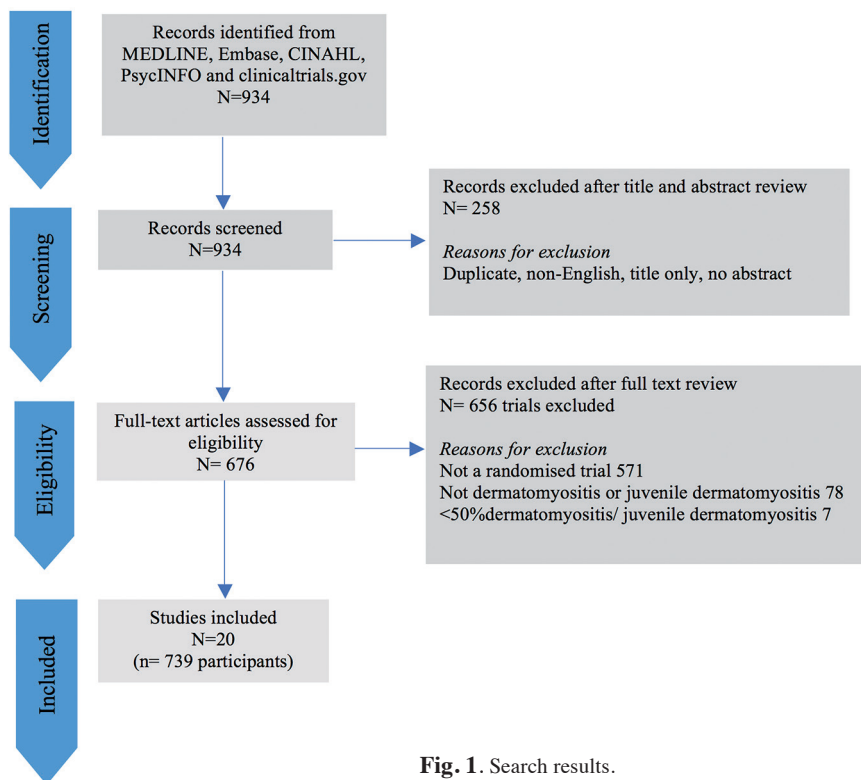 Identification
Records identified from
MEDLINE, Embase, CINAHL,
PsycINFO and clinicaltrials.gov
N=934
Screening
Records screened
N=934
Records excluded after title and abstract review
N= 258
Reasons for exclusion
Duplicate, non-English, title only, no abstract
Eligibility
Full-text articles assessed for
eligibility
N= 676
Records excluded after full text review
N= 656 trials excluded
Reasons for exclusion
Not a randomised trial 571
Not dermatomyositis or juvenile dermatomyositis 78
<50%dermatomyositis/ juvenile dermatomyositis 7
Included
Studies included
N=20
(n= 739 participants)
Fig. 1. Search results.